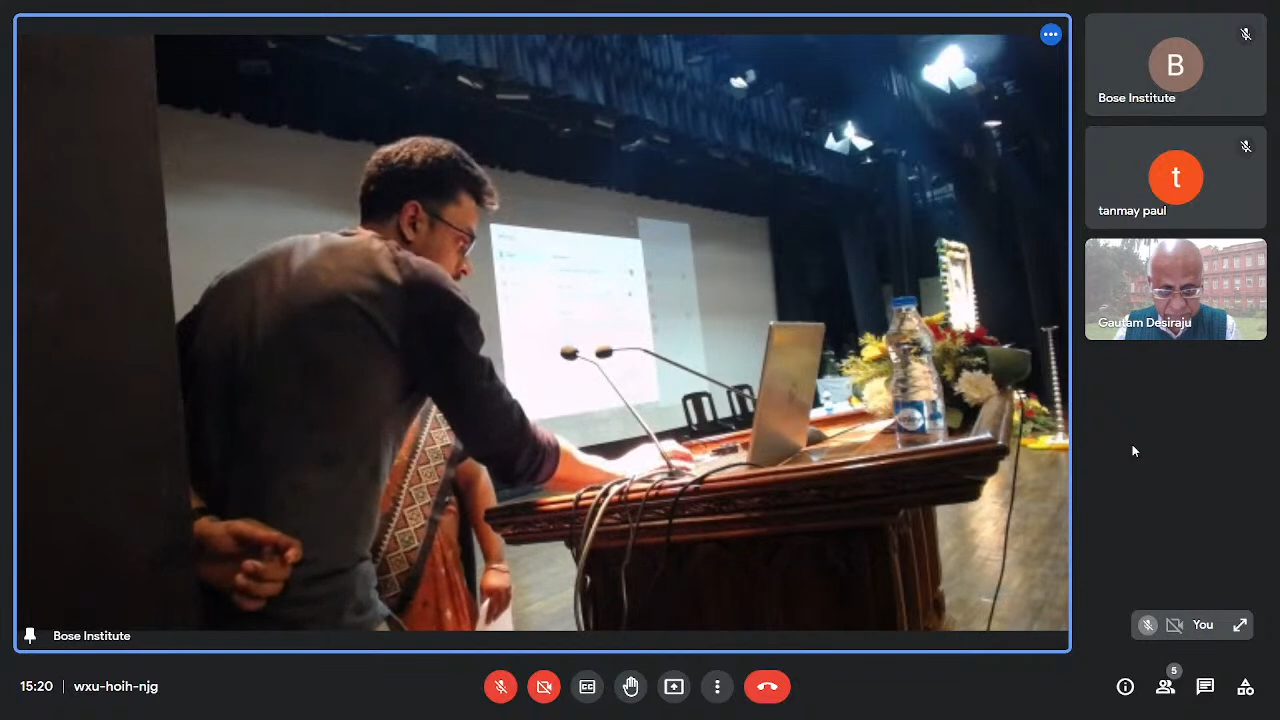 B
Bose Institute
t
tanmay paul
Gautam Desiraju
You
Bose Institute
15:20 | wxu-hoih-njg
5